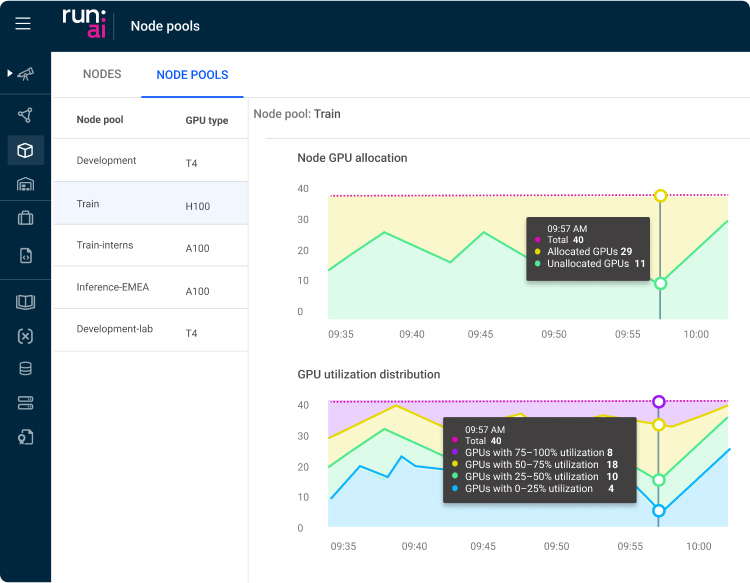 run:
ai
Node pools
NODES
NODE POOLS
Node pool
GPU type
Development
T4
Train
H100
Train-interns
A100
Inference-EMEA
A100
Development-lab
T4
Node pool: Train
Node GPU allocation
40
30
20
10
0
09:57 AM
Total 40
Allocated GPUs 29
Unallocated GPUs 11
09:35
09:40
09:45
09:50
09:55
10:00
GPU utilization distribution
40
30
20
10
0
09:57 AM
Total 40
GPUs with 75–100% utilization 8
GPUs with 50–75% utilization 18
GPUs with 25–50% utilization 10
GPUs with 0–25% utilization 4
09:35
09:40
09:45
09:50
09:55
10:00